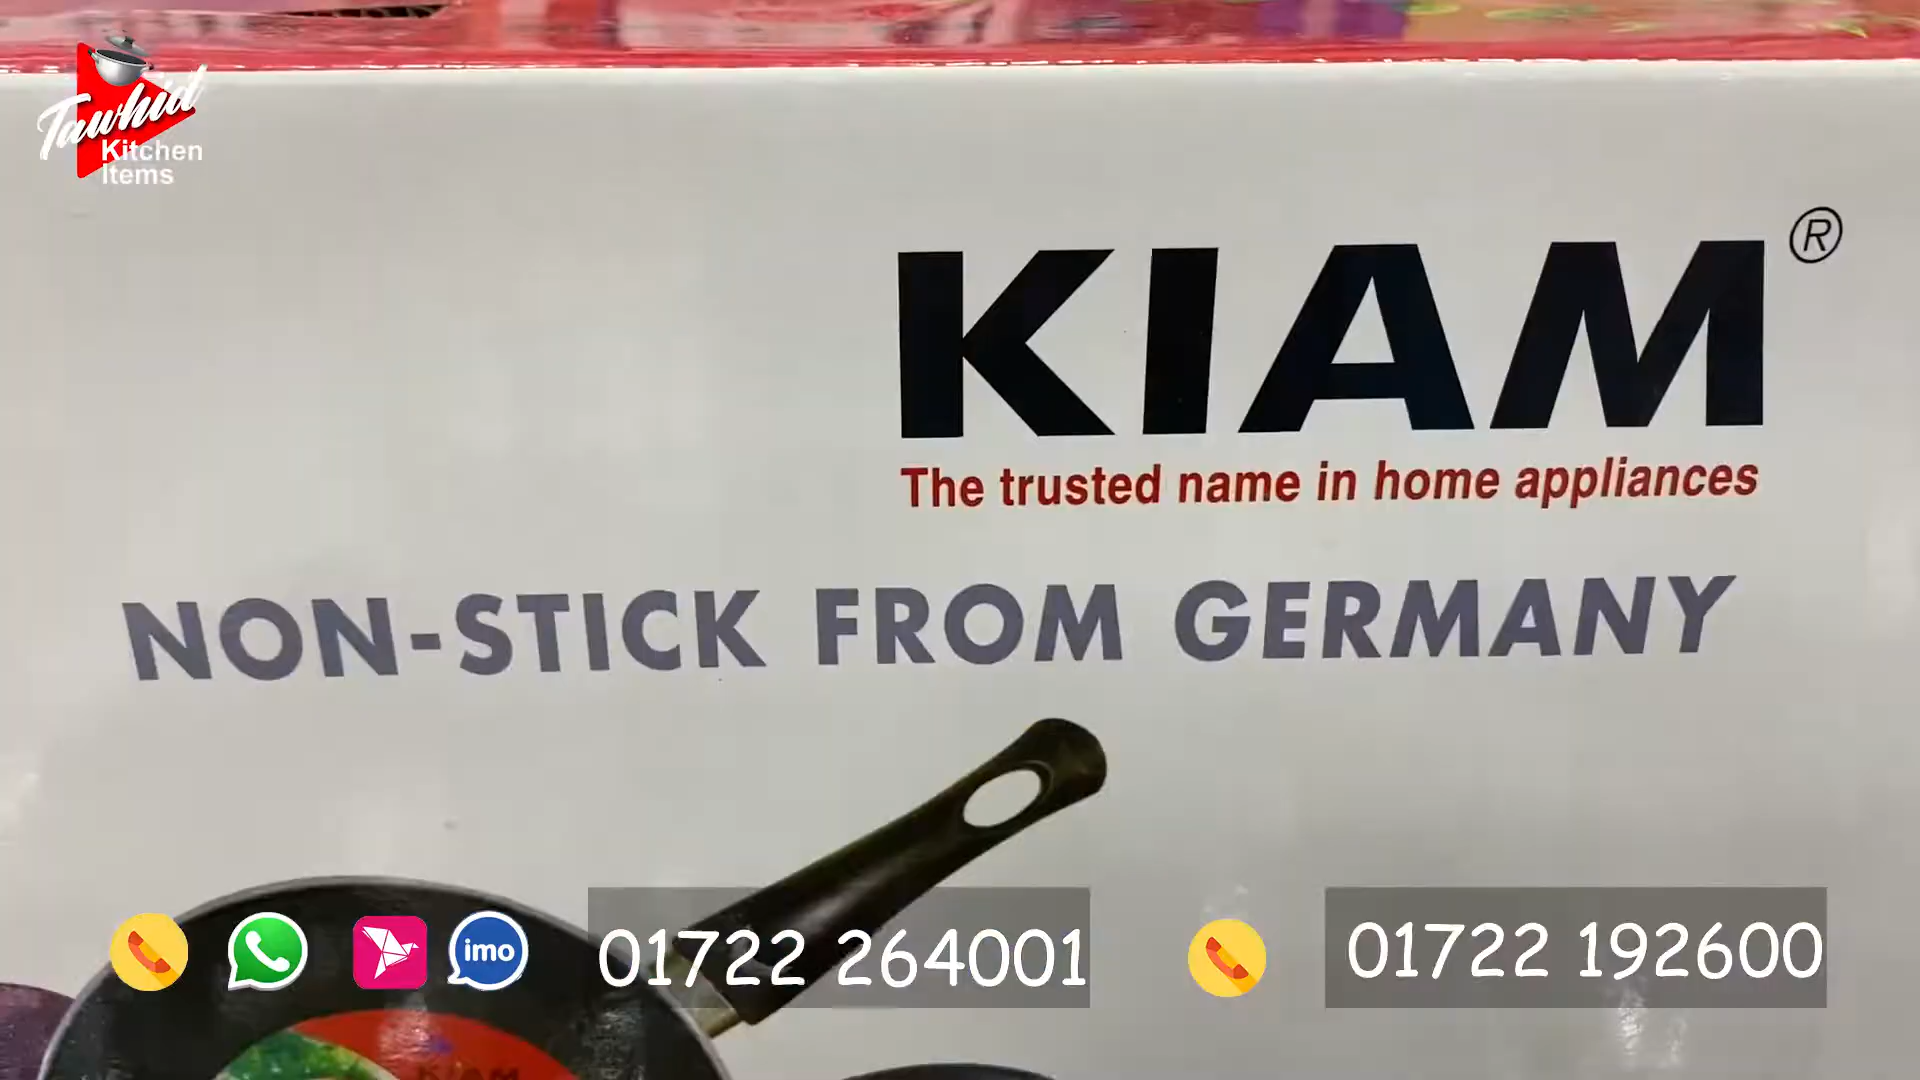 Tawhid
Kitchen
Items
KIAM®
The trusted name in home appliances
NON-STICK FROM GERMANY
imo
01722 264001
01722 192600
KIAM